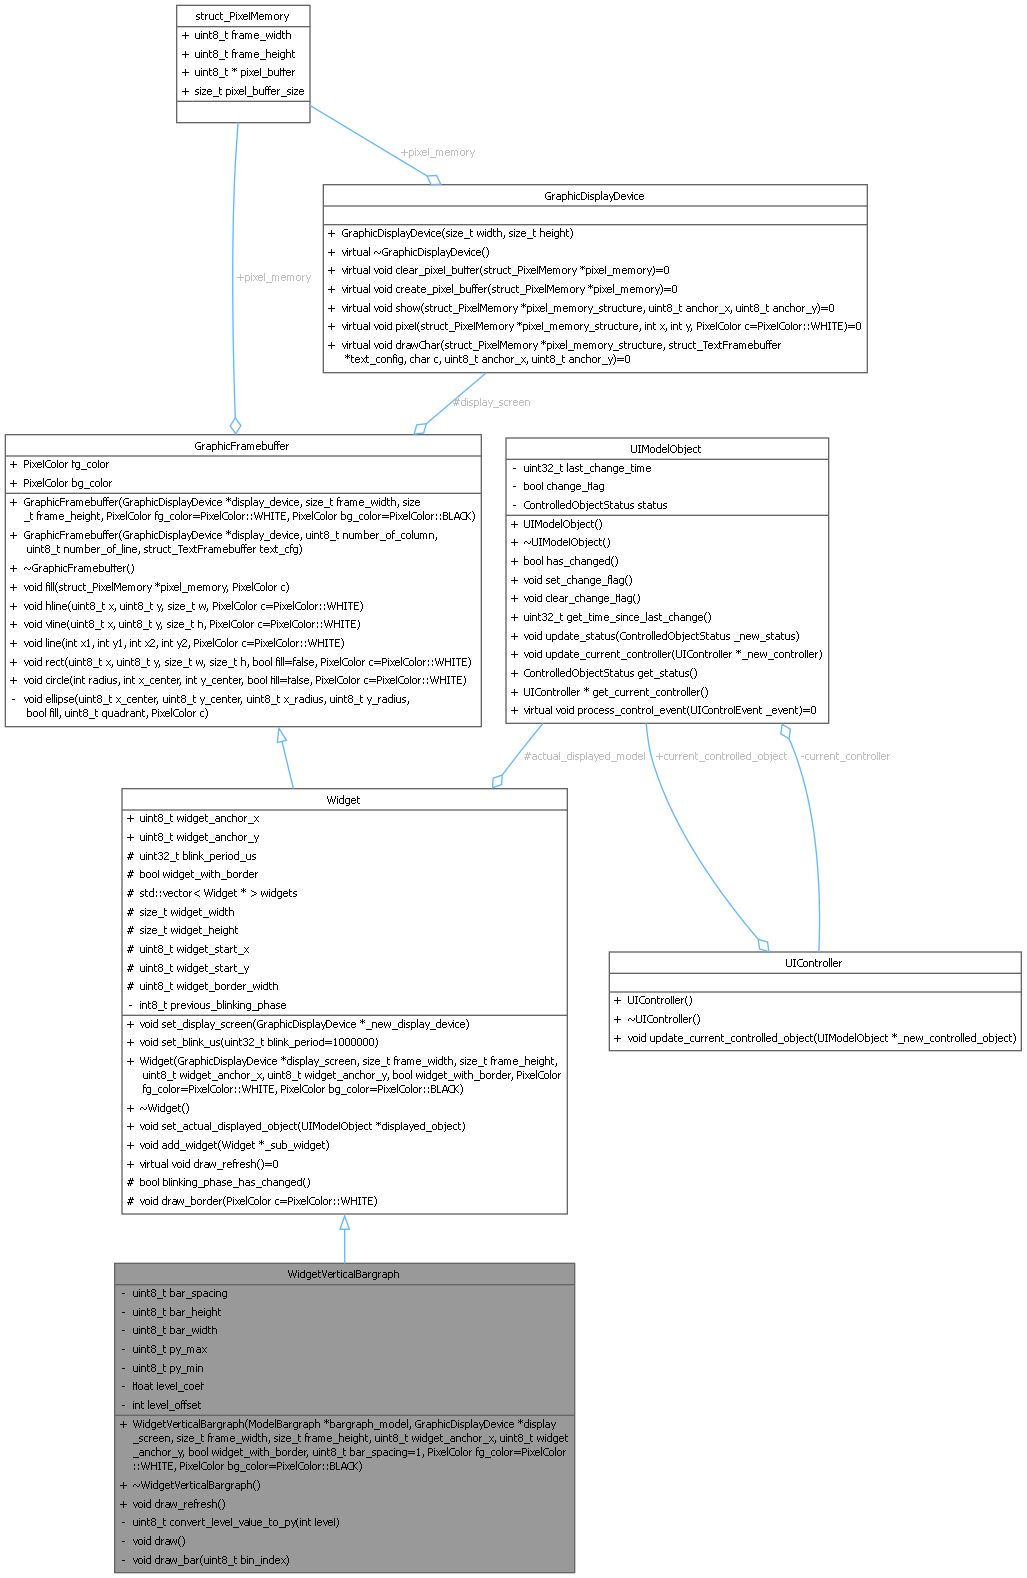 struct_PixelMemory
+ uint8_t frame_width
+ uint8_t frame_height
+ uint8_t * pixel_buffer
+ size_t pixel_buffer_size
+pixel_memory
GraphicDisplayDevice
+ GraphicDisplayDevice(size_t width, size_t height)
+ virtual ~GraphicDisplayDevice()
+ virtual void clear_pixel_buffer(struct_PixelMemory *pixel_memory)=0
+ virtual void create_pixel_buffer(struct_PixelMemory *pixel_memory)=0
+ virtual void show(struct_PixelMemory *pixel_memory_structure, uint8_t anchor_x, uint8_t anchor_y)=0
+ virtual void pixel(struct_PixelMemory *pixel_memory_structure, int x, int y, PixelColor c=PixelColor::WHITE)=0
+ virtual void drawChar(struct_PixelMemory *pixel_memory_structure, struct_TextFramebuffer
*text_config, char c, uint8_t anchor_x, uint8_t anchor_y)=0
+pixel_memory
#display_screen
GraphicFramebuffer
+ PixelColor fg_color
+ PixelColor bg_color
+ GraphicFramebuffer(GraphicDisplayDevice *display_device, size_t frame_width, size
_t frame_height, PixelColor fg_color=PixelColor::WHITE, PixelColor bg_color=PixelColor::BLACK)
+ GraphicFramebuffer(GraphicDisplayDevice *display_device, uint8_t number_of_column,
uint8_t number_of_line, struct_TextFramebuffer text_cfg)
+ ~GraphicFramebuffer()
+ void fill(struct_PixelMemory *pixel_memory, PixelColor c)
+ void hline(uint8_t x, uint8_t y, size_t w, PixelColor c=PixelColor::WHITE)
+ void vline(uint8_t x, uint8_t y, size_t h, PixelColor c=PixelColor::WHITE)
+ void line(int x1, int y1, int x2, int y2, PixelColor c=PixelColor::WHITE)
+ void rect(uint8_t x, uint8_t y, size_t w, size_t h, bool fill=false, PixelColor c=PixelColor::WHITE)
+ void circle(int radius, int x_center, int y_center, bool fill=false, PixelColor c=PixelColor::WHITE)
- void ellipse(uint8_t x_center, uint8_t y_center, uint8_t x_radius, uint8_t y_radius,
bool fill, uint8_t quadrant, PixelColor c)
UIModelObject
- uint32_t last_change_time
- bool change_flag
- ControlledObjectStatus status
+ UIModelObject()
+ ~UIModelObject()
+ bool has_changed()
+ void set_change_flag()
+ void clear_change_flag()
+ uint32_t get_time_since_last_change()
+ void update_status(ControlledObjectStatus _new_status)
+ void update_current_controller(UIController *_new_controller)
+ ControlledObjectStatus get_status()
+ UIController * get_current_controller()
+ virtual void process_control_event(UIControlEvent _event)=0
#actual_displayed_model
+current_controlled_object
-current_controller
Widget
+ uint8_t widget_anchor_x
+ uint8_t widget_anchor_y
# uint32_t blink_period_us
# bool widget_with_border
# std::vector< Widget * > widgets
# size_t widget_width
# size_t widget_height
# uint8_t widget_start_x
# uint8_t widget_start_y
# uint8_t widget_border_width
- int8_t previous_blinking_phase
+ void set_display_screen(GraphicDisplayDevice *_new_display_device)
+ void set_blink_us(uint32_t blink_period=1000000)
+ Widget(GraphicDisplayDevice *display_screen, size_t frame_width, size_t frame_height,
uint8_t widget_anchor_x, uint8_t widget_anchor_y, bool widget_with_border, PixelColor
fg_color=PixelColor::WHITE, PixelColor bg_color=PixelColor::BLACK)
+ ~Widget()
+ void set_actual_displayed_object(UIModelObject *displayed_object)
+ void add_widget(Widget *_sub_widget)
+ virtual void draw_refresh()=0
# bool blinking_phase_has_changed()
# void draw_border(PixelColor c=PixelColor::WHITE)
UIController
+ UIController()
+ ~UIController()
+ void update_current_controlled_object(UIModelObject *_new_controlled_object)
WidgetVerticalBargraph
- uint8_t bar_spacing
- uint8_t bar_height
- uint8_t bar_width
- uint8_t py_max
- uint8_t py_min
- float level_coef
- int level_offset
+ WidgetVerticalBargraph(ModelBargraph *bargraph_model, GraphicDisplayDevice *display
_screen, size_t frame_width, size_t frame_height, uint8_t widget_anchor_x, uint8_t widget
_anchor_y, bool widget_with_border, uint8_t bar_spacing=1, PixelColor fg_color=PixelColor
::WHITE, PixelColor bg_color=PixelColor::BLACK)
+ ~WidgetVerticalBargraph()
+ void draw_refresh()
- uint8_t convert_level_value_to_py(int level)
- void draw()
- void draw_bar(uint8_t bin_index)